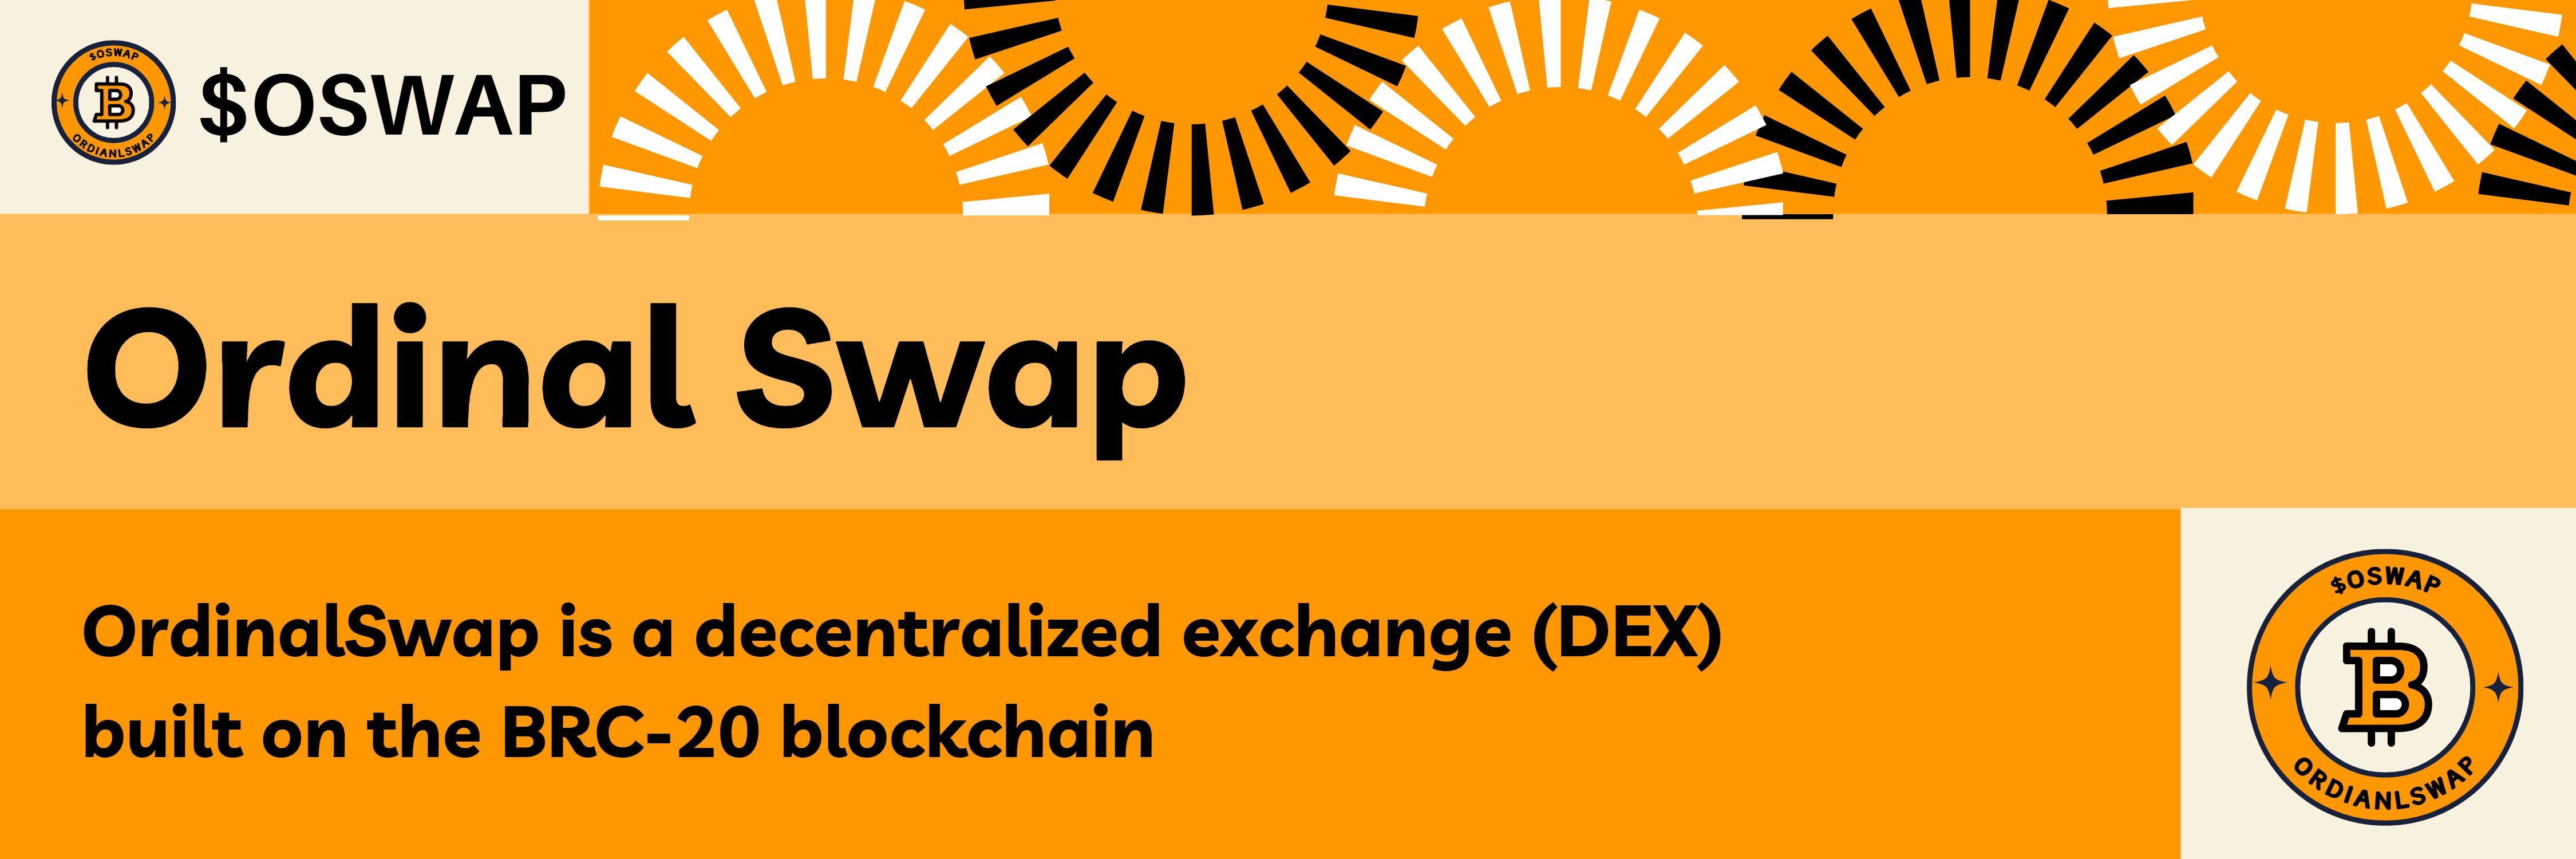 $OSWAP
ORDIANLSWAP
$OSWAP
Ordinal Swap
OrdinalSwap is a decentralized exchange (DEX)
built on the BRC-20 blockchain
$OSWAP
ORDIANLSWAP